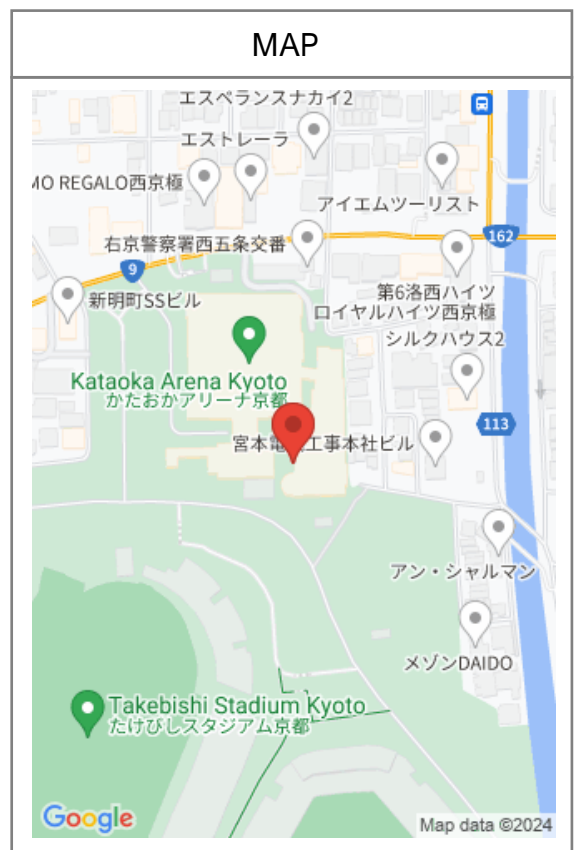 MAP
エスペランスナカイ2
エストレーラ
MO REGALO西京極
アイエムツーリスト
右京警察署西五条交番
162
9
新明町SSビル
第6洛西ハイツ
ロイヤルハイツ西京極
シルクハウス2
Kataoka Arena Kyoto
かたおかアリーナ京都
113
宮本電
工事本社ビル
アン・シャルマン
メゾンDAIDO
Takebishi Stadium Kyoto
たけびしスタジアム京都
Google
Map data ©2024